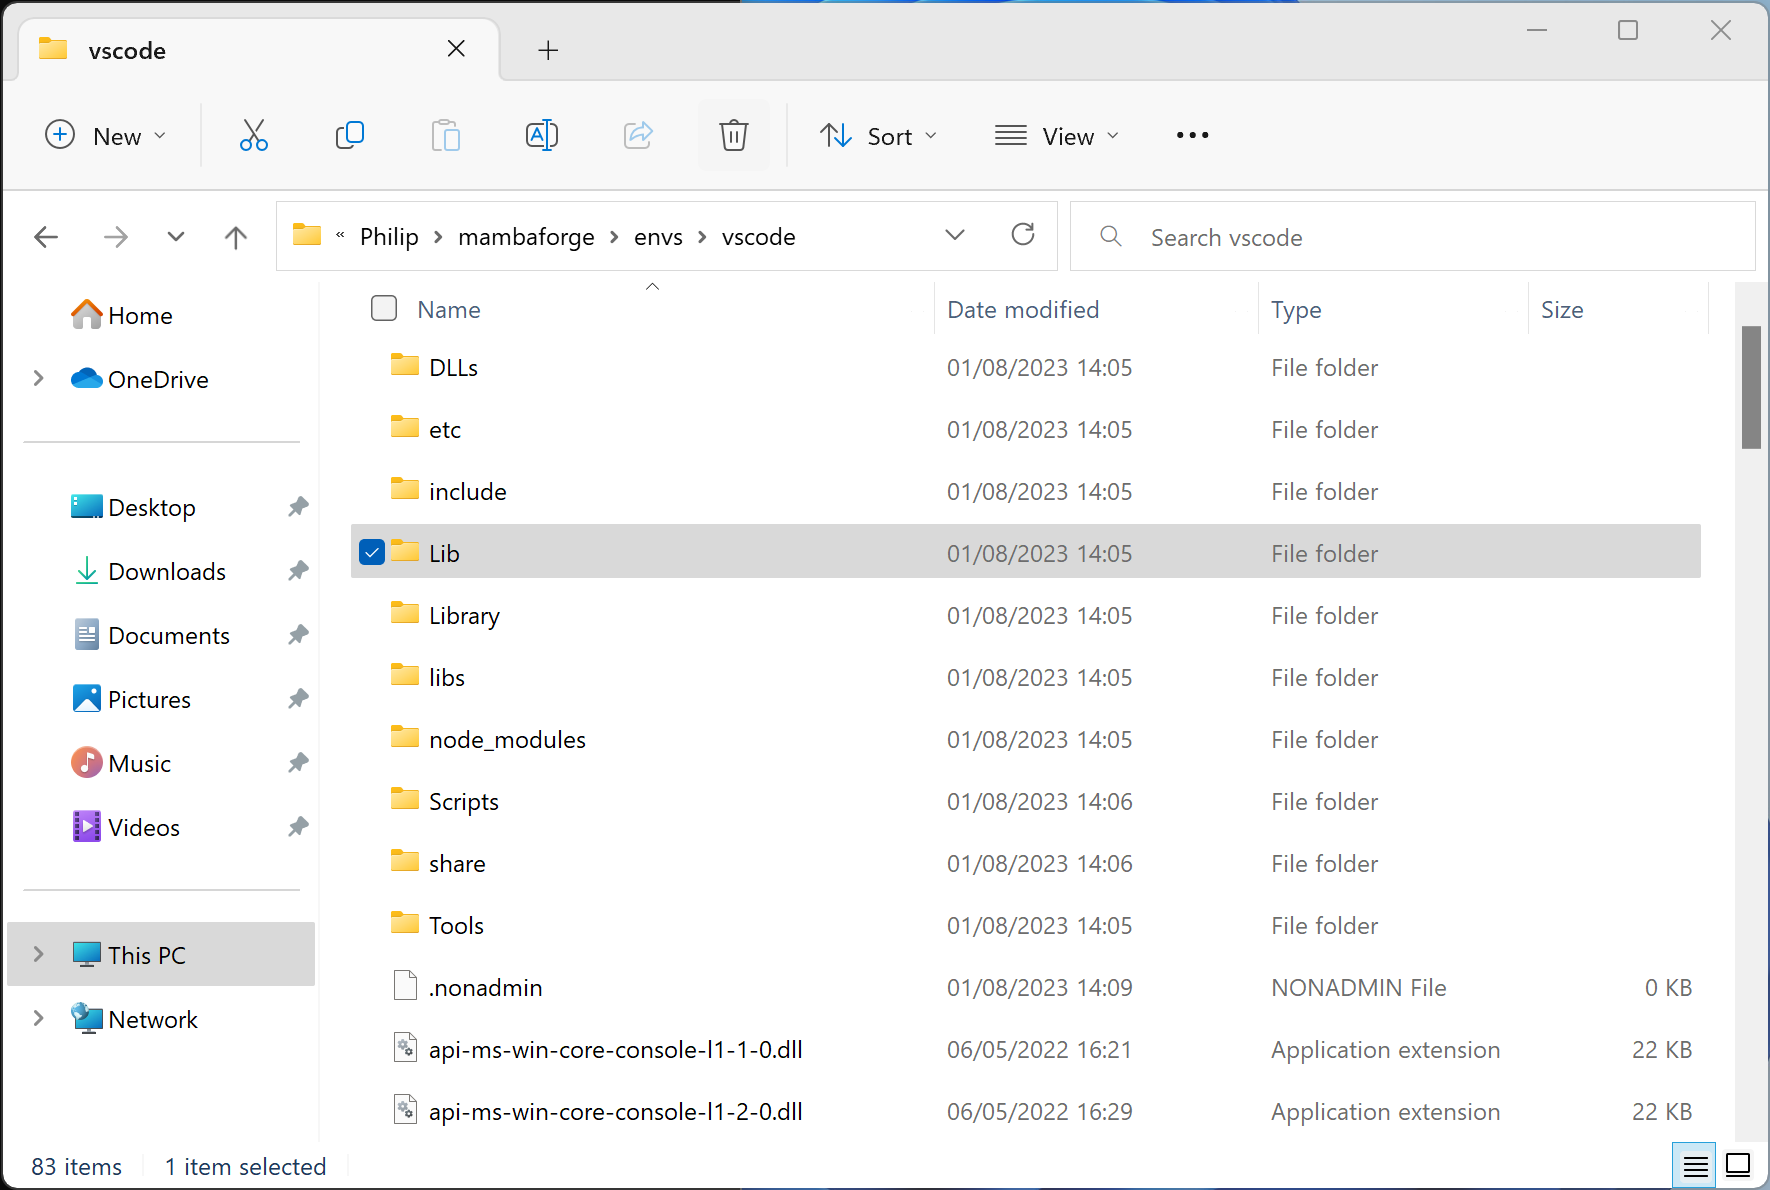 vscode
New Sort View
« Philip > mambaforge > envs > vscode
Search vscode
Home
OneDrive
Desktop
Downloads
Documents
Pictures
Music
Videos
This PC
Network
Name Date modified Type Size
DLLs 01/08/2023 14:05 File folder
etc 01/08/2023 14:05 File folder
include 01/08/2023 14:05 File folder
Lib 01/08/2023 14:05 File folder
Library 01/08/2023 14:05 File folder
libs 01/08/2023 14:05 File folder
node_modules 01/08/2023 14:05 File folder
Scripts 01/08/2023 14:06 File folder
share 01/08/2023 14:06 File folder
Tools 01/08/2023 14:05 File folder
.nonadmin 01/08/2023 14:09 NONADMIN File 0 KB
api-ms-win-core-console-l1-1-0.dll 06/05/2022 16:21 Application extension 22 KB
api-ms-win-core-console-l1-2-0.dll 06/05/2022 16:29 Application extension 22 KB
83 items 1 item selected